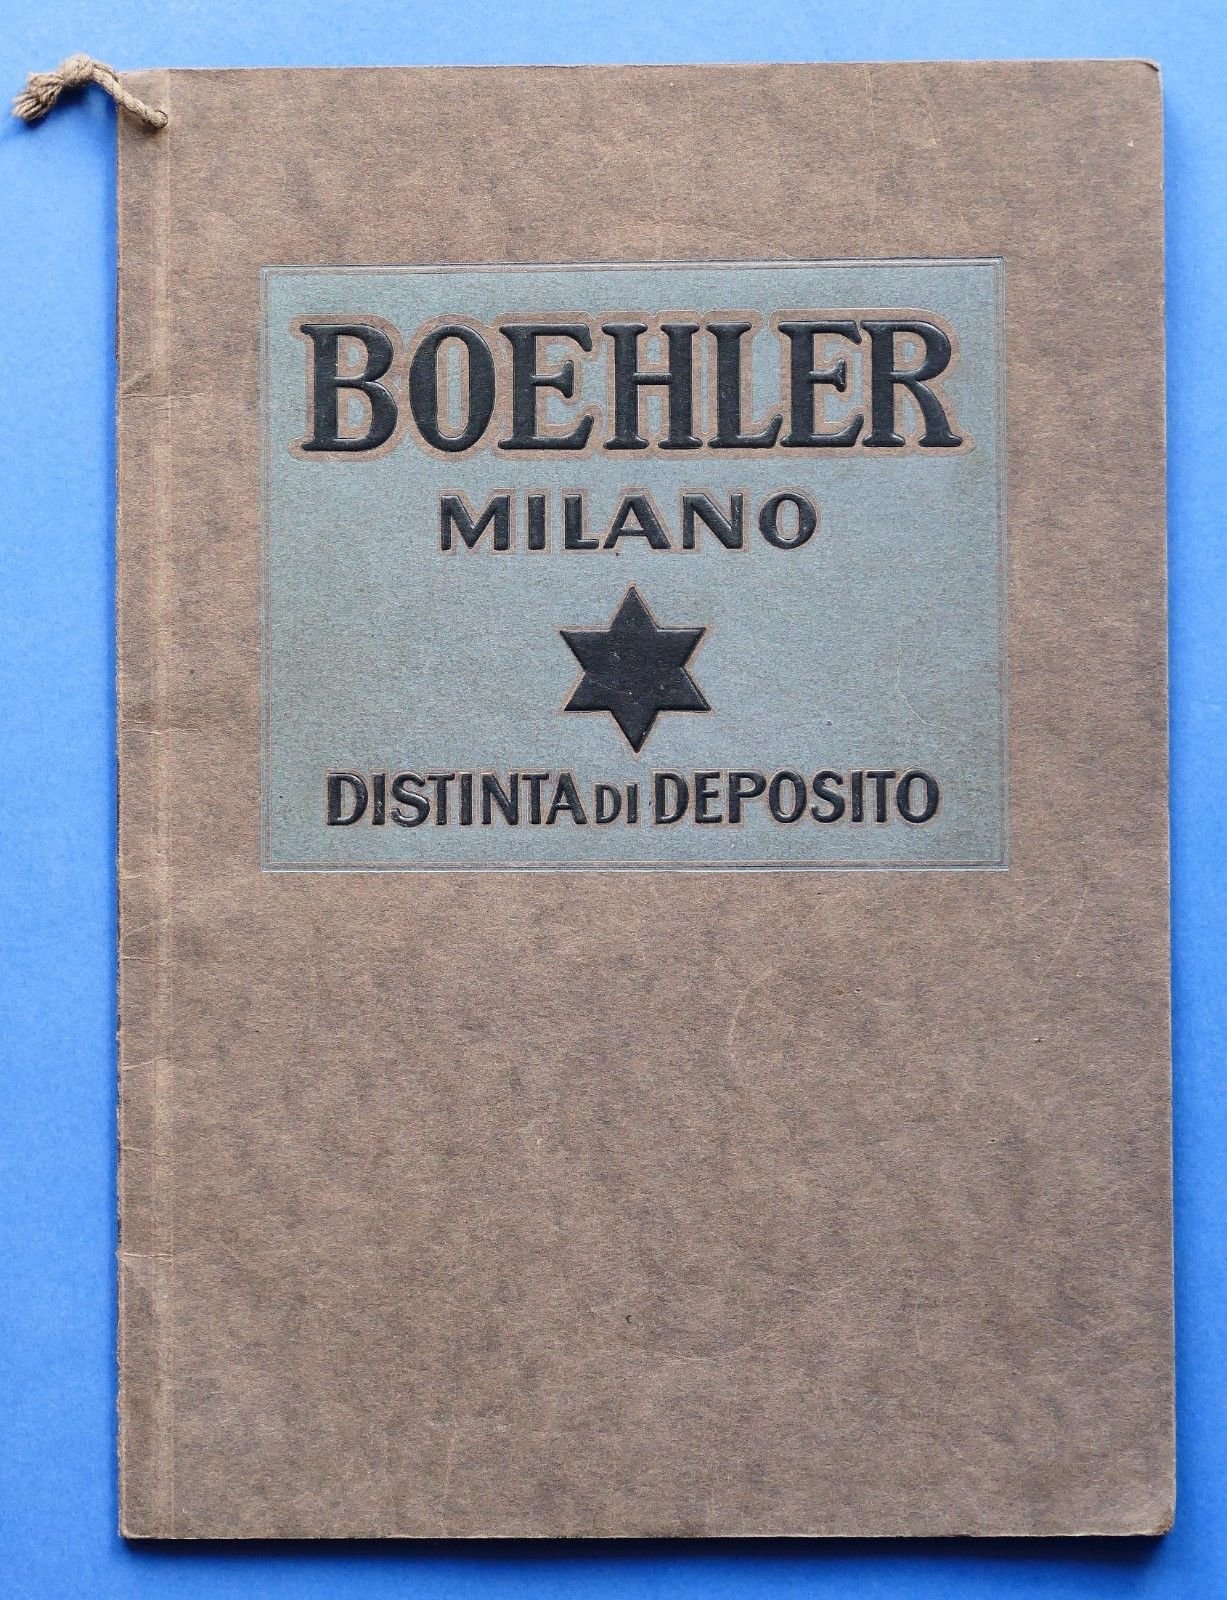 BOEHLER
MILANO
DISTINTA DI DEPOSITO